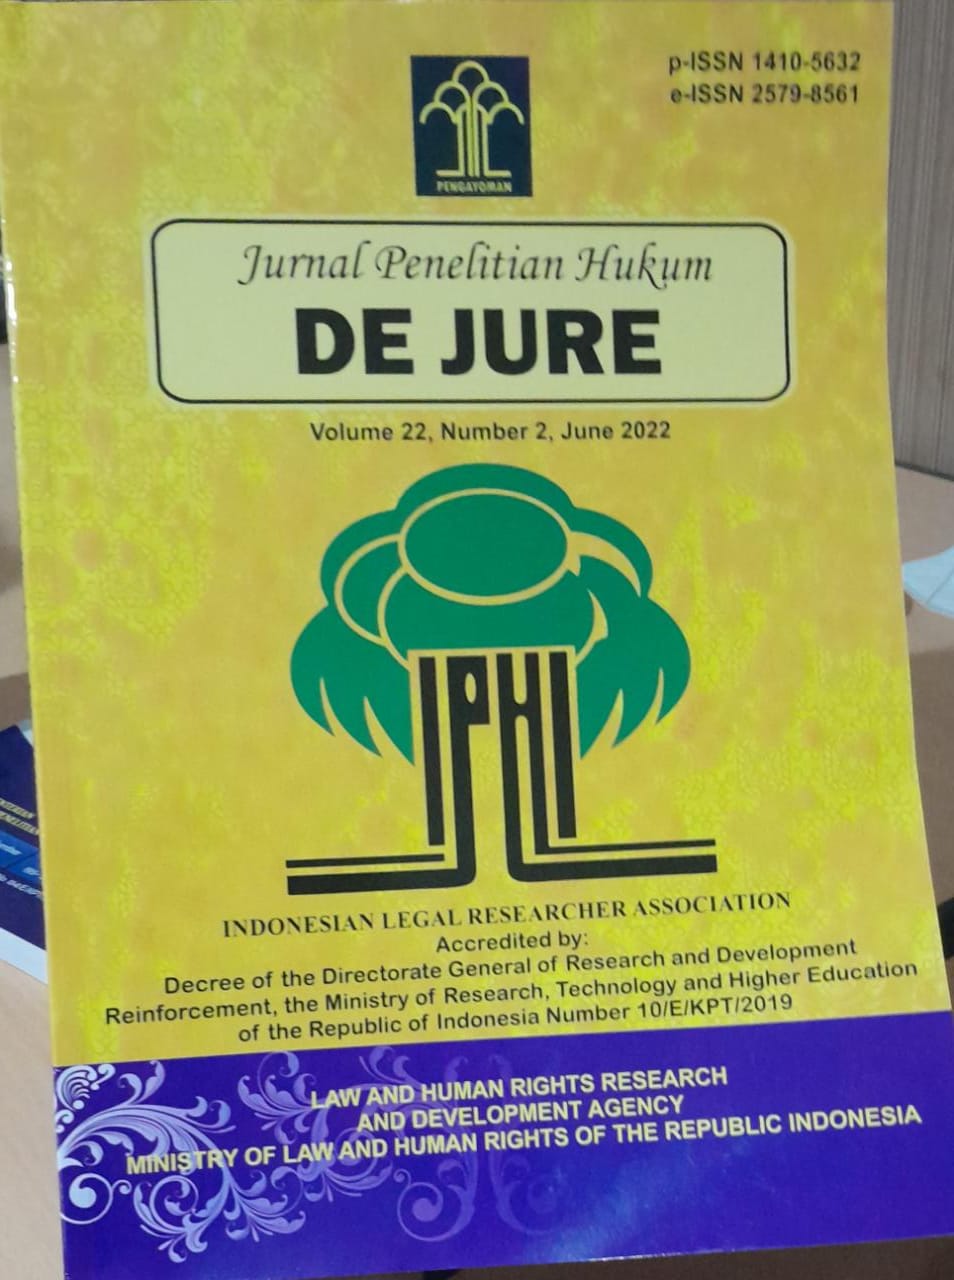 p-ISSN 1410-5632
e-ISSN 2579-8561
PENGAYOMAN
Jurnal Penelitian Hukum
DE JURE
Volume 22, Number 2, June 2022
IPHI
INDONESIAN LEGAL RESEARCHER ASSOCIATION
Accredited by:
Decree of the Directorate General of Research and Development
Reinforcement, the Ministry of Research, Technology and Higher Education
of the Republic of Indonesia Number 10/E/KPT/2019
LAW AND HUMAN RIGHTS RESEARCH
AND DEVELOPMENT AGENCY
MINISTRY OF LAW AND HUMAN RIGHTS OF THE REPUBLIC INDONESIA